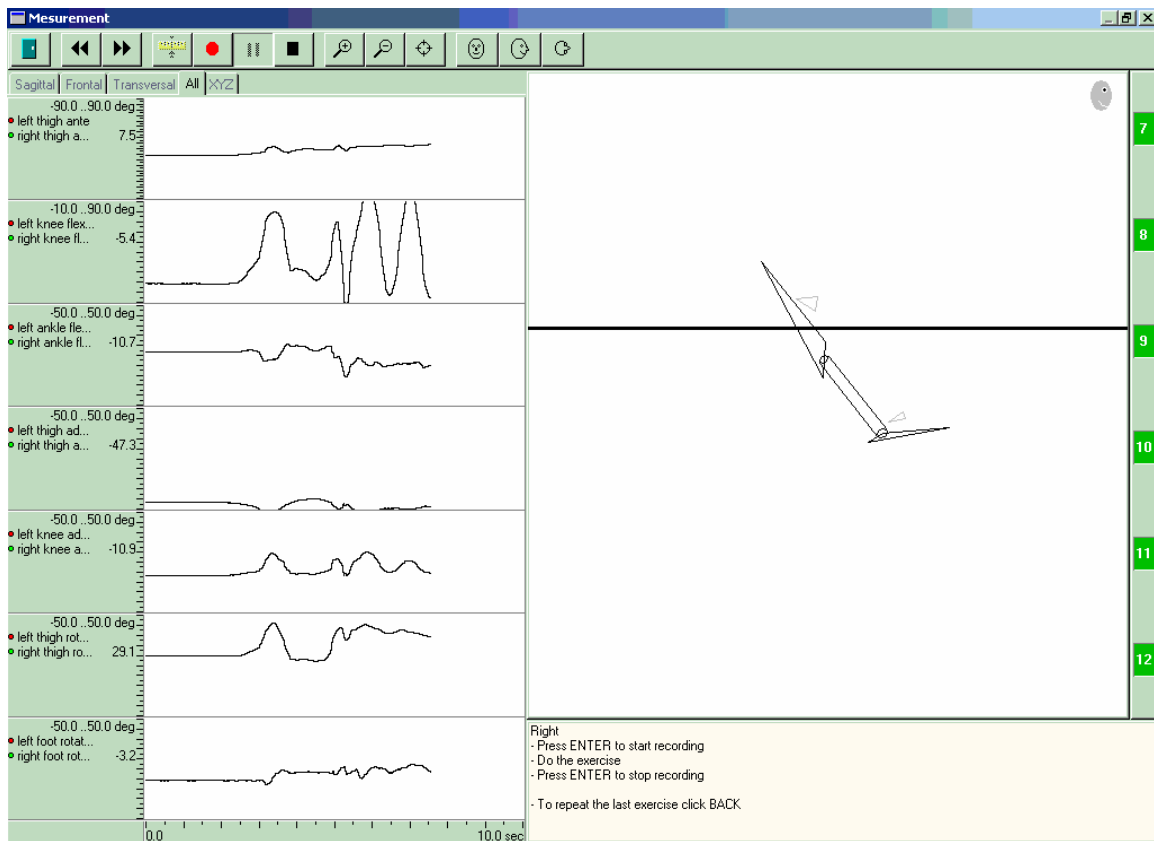 Mesurement
Sagittal Frontal Transversal All XYZ
-90.0 ..90.0 deg
left thigh ante
right thigh a... 7.5
-10.0 ..90.0 deg
left knee flex...
right knee fl... -5.4
-50.0 ..50.0 deg
left ankle fle...
right ankle fl... -10.7
-50.0 ..50.0 deg
left thigh ad...
right thigh a... -47.3
-50.0 ..50.0 deg
left knee ad...
right knee a... -10.9
-50.0 ..50.0 deg
left thigh rot...
right thigh ro... 29.1
-50.0 ..50.0 deg
left foot rotat...
right foot rot... -3.2
0.0 10.0 sec
7
8
9
10
11
12
Right
- Press ENTER to start recording
- Do the exercise
- Press ENTER to stop recording
- To repeat the last exercise click BACK